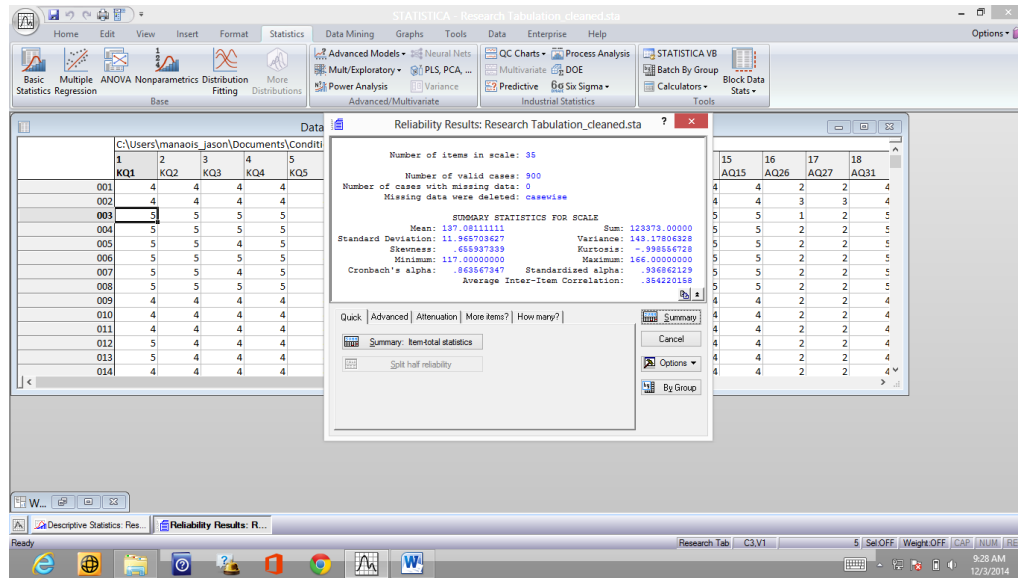 STATISTICA - Research Tabulation_cleaned.sta
Home Edit View Insert Format Statistics Data Mining Graphs Tools Data Enterprise Help Options
Basic Statistics
Multiple Regression
ANOVA
Nonparametrics
Distribution Fitting
More Distributions
Base
Advanced Models Neural Nets
Mult/Exploratory PLS, PCA, ...
Power Analysis Variance
Advanced/Multivariate
QC Charts Process Analysis
Multivariate DOE
Predictive Six Sigma
Industrial Statistics
STATISTICA VB
Batch By Group
Calculators
Block Data Stats
Tools
Data
C:\Users\manaois_jason\Documents\Conditi
1 2 3 4 5 15 16 17 18
KQ1 KQ2 KQ3 KQ4 KQ5 AQ15 AQ26 AQ27 AQ31
001 4 4 4 4 4 4 2 2 4
002 4 4 4 4 4 4 3 3 4
003 5 5 5 5 5 5 1 2 5
004 5 5 5 5 5 5 2 2 5
005 5 5 4 5 5 5 2 2 5
006 5 5 5 5 5 5 2 2 5
007 5 5 4 5 5 5 2 2 5
008 5 5 5 5 5 5 2 2 5
009 4 4 4 4 4 4 2 2 4
010 4 4 4 4 4 4 2 2 4
011 5 4 4 4 4 4 2 2 4
012 5 4 4 4 4 4 2 2 4
013 5 4 4 4 4 4 2 2 4
014 4 4 4 4 4 4 2 2 4
Reliability Results: Research Tabulation_cleaned.sta ? ×
Number of items in scale: 35
Number of valid cases: 900
Number of cases with missing data: 0
Missing data were deleted: casewise
SUMMARY STATISTICS FOR SCALE
Mean: 137.08111111 Sum: 123373.00000
Standard Deviation: 11.965703627 Variance: 143.17806328
Skewness: .655937339 Kurtosis: -.998556728
Minimum: 117.00000000 Maximum: 166.00000000
Cronbach's alpha: .863567347 Standardized alpha: .936862129
Average Inter-Item Correlation: .354220158
Quick Advanced Attenuation More items? How many?
Summary: Item-total statistics
Split half reliability
Summary
Cancel
Options
By Group
W...
Descriptive Statistics: Res... Reliability Results: R...
Ready Research Tab C3,V1 5 Sel:OFF Weight:OFF CAP NUM RE
9:28 AM
12/3/2014